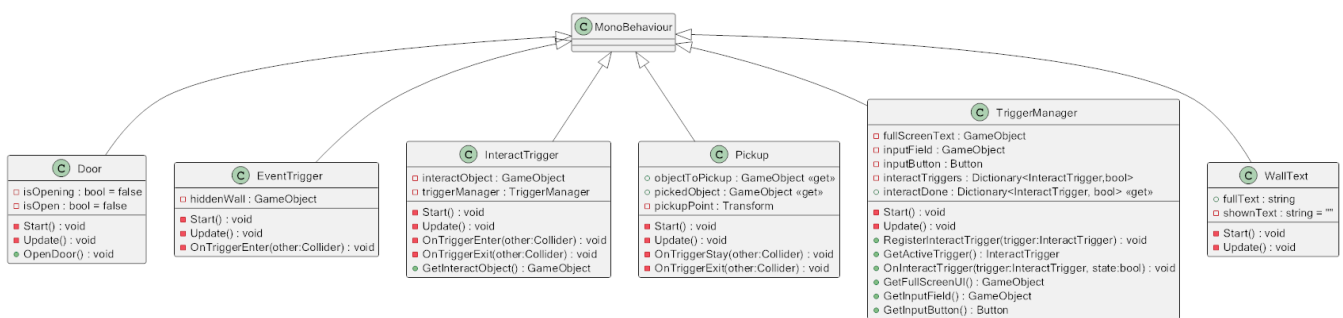 C MonoBehaviour
C Door
isOpening : bool = false
isOpen : bool = false
Start() : void
Update() : void
OpenDoor() : void
C EventTrigger
hiddenWall : GameObject
Start() : void
Update() : void
OnTriggerEnter(other:Collider) : void
C InteractTrigger
interactObject : GameObject
triggerManager : TriggerManager
Start() : void
Update() : void
OnTriggerEnter(other:Collider) : void
OnTriggerExit(other:Collider) : void
GetInteractObject() : GameObject
C Pickup
objectToPickup : GameObject «get»
pickedObject : GameObject «get»
pickupPoint : Transform
Start() : void
Update() : void
OnTriggerStay(other:Collider) : void
OnTriggerExit(other:Collider) : void
C TriggerManager
fullScreenText : GameObject
inputField : GameObject
inputButton : Button
interactTriggers : Dictionary<InteractTrigger,bool>
interactDone : Dictionary<InteractTrigger, bool> «get»
Start() : void
Update() : void
RegisterInteractTrigger(trigger:InteractTrigger) : void
GetActiveTrigger() : InteractTrigger
OnInteractTrigger(trigger:InteractTrigger, state:bool) : void
GetFullScreenUI() : GameObject
GetInputField() : GameObject
GetInputButton() : Button
C WallText
fullText : string
shownText : string = ""
Start() : void
Update() : void